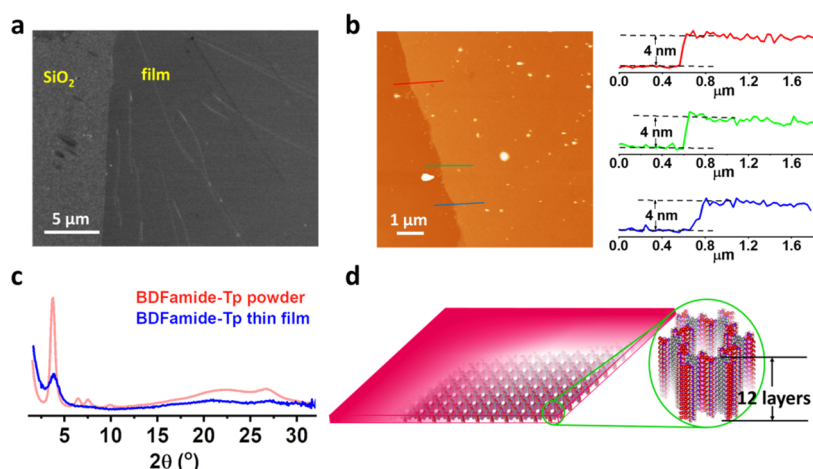 a
SiO₂
film
5 μm
b
1 μm
4 nm
0.0 0.4 0.8 1.2 1.6
μm
4 nm
0.0 0.4 0.8 1.2 1.6
μm
4 nm
0.0 0.4 0.8 1.2 1.6
μm
c
BDFamide-Tp powder
BDFamide-Tp thin film
5 10 15 20 25 30
2θ (°)
d
12 layers